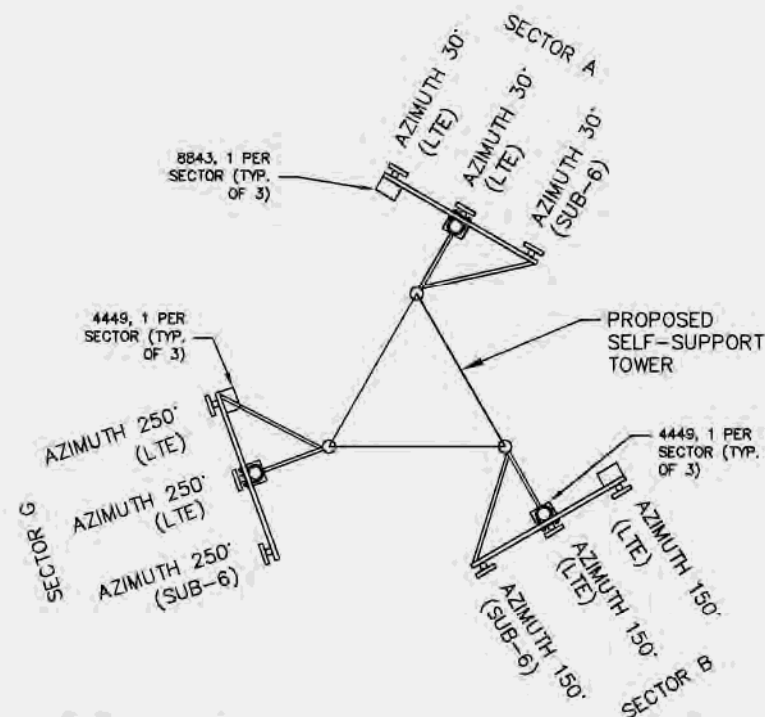 SECTOR A
AZIMUTH 30°
(LTE)
AZIMUTH 30°
(LTE)
AZIMUTH 30°
(SUB-6)
8843, 1 PER
SECTOR (TYP.
OF 3)
4449, 1 PER
SECTOR (TYP.
OF 3)
PROPOSED
SELF-SUPPORT
TOWER
4449, 1 PER
SECTOR (TYP.
OF 3)
AZIMUTH 250°
(LTE)
AZIMUTH 250°
(LTE)
AZIMUTH 250°
(SUB-6)
SECTOR G
AZIMUTH 150°
(LTE)
AZIMUTH 150°
(LTE)
AZIMUTH 150°
(SUB-6)
SECTOR B